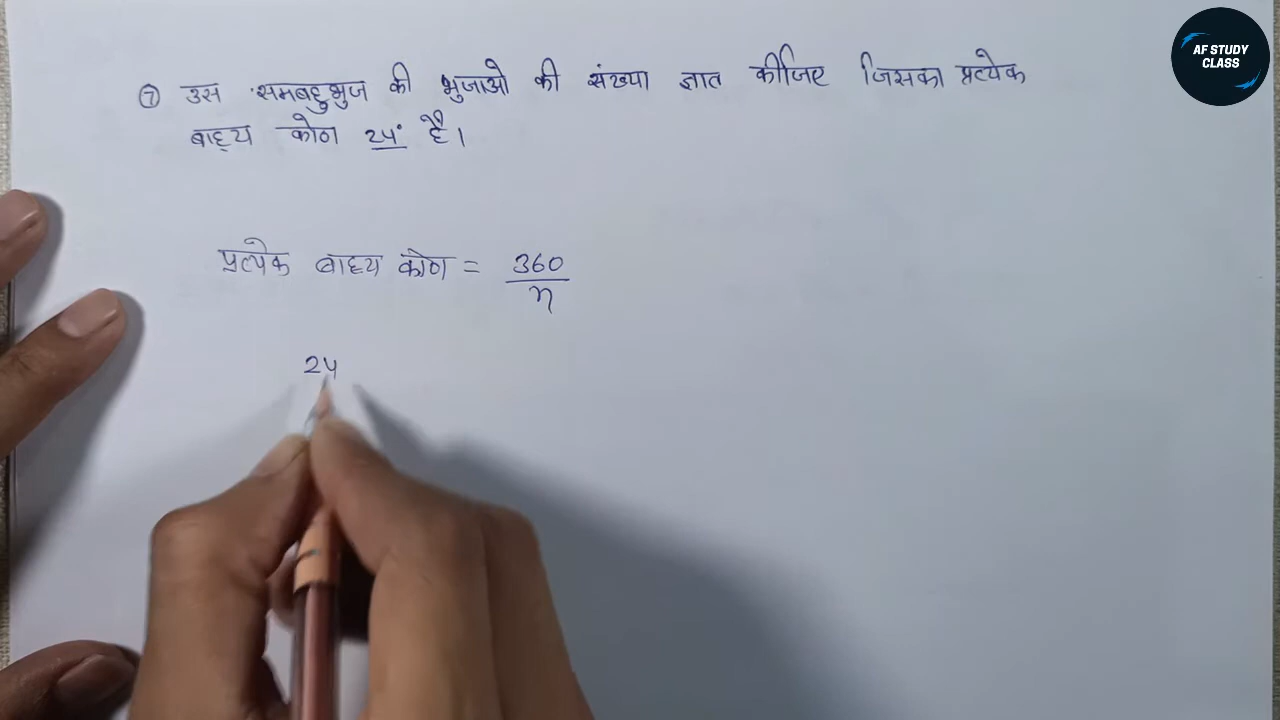 AF STUDY
CLASS
⑦ उस समबहुभुज की भुजाओ की संख्या ज्ञात कीजिए जिसका प्रत्येक
बाह्य कोण 24° है।
प्रत्येक बाह्य कोण = 360/n
24